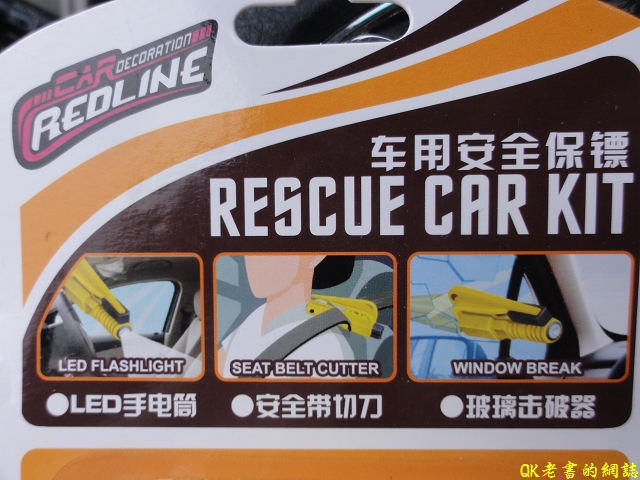 CAR DECORATION
REDLINE
车用安全保镖
RESCUE CAR KIT
LED FLASHLIGHT
SEAT BELT CUTTER
WINDOW BREAK
●LED手电筒
●安全带切刀
●玻璃击破器
QK老書的網誌